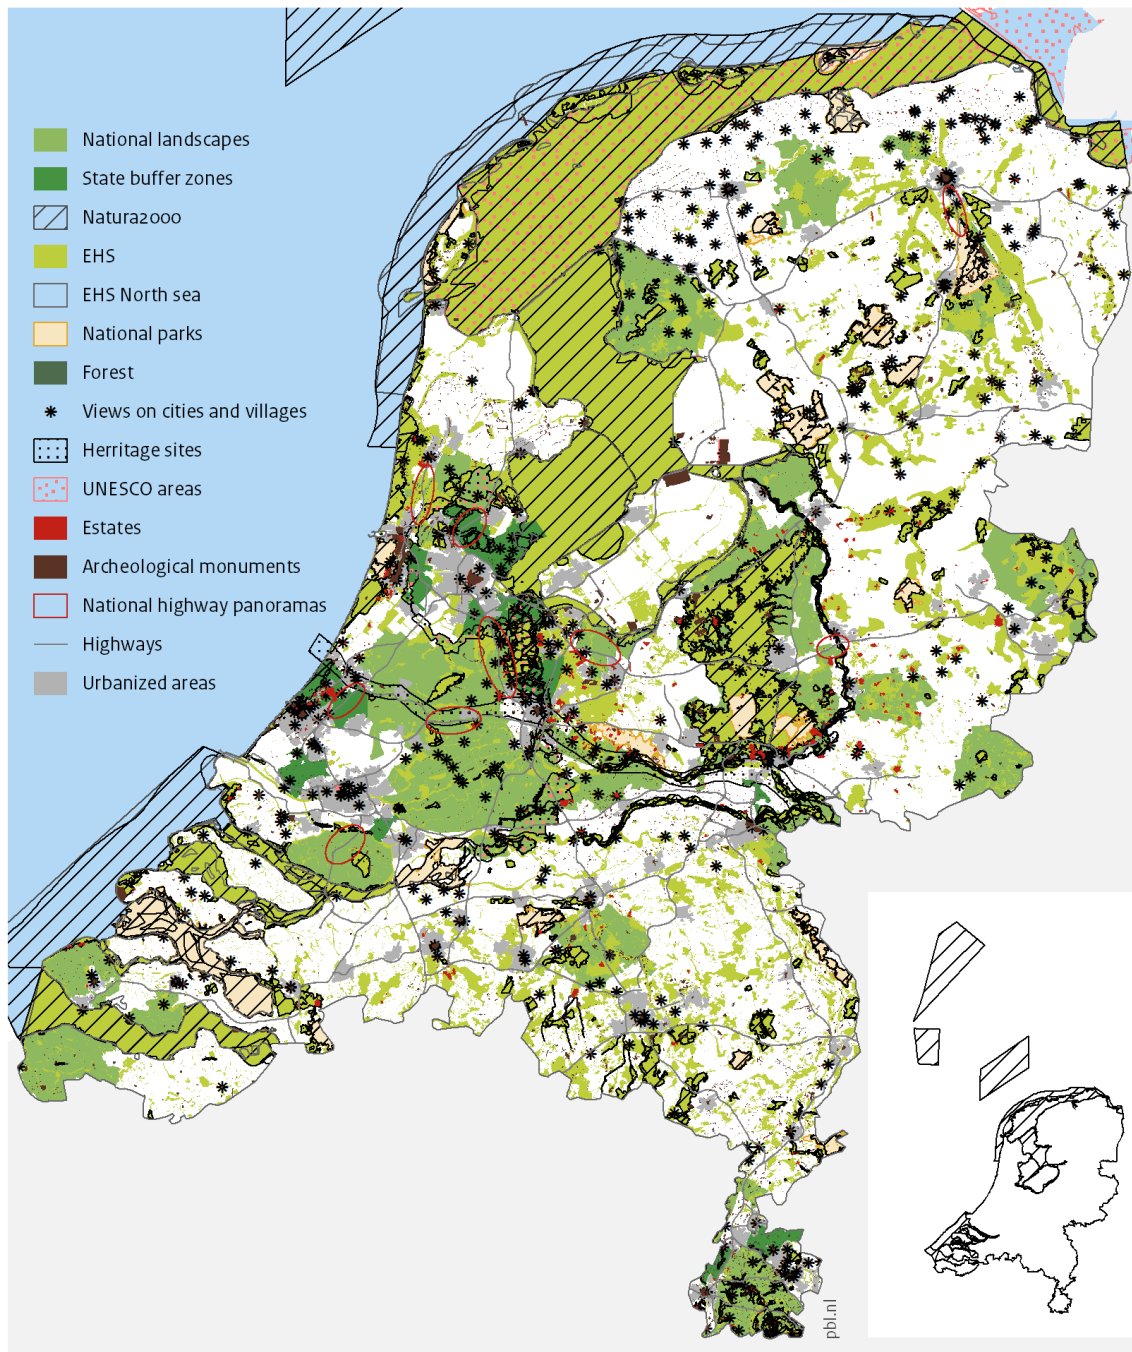 National landscapes
State buffer zones
Natura2000
EHS
EHS North sea
National parks
Forest
Views on cities and villages
Herritage sites
UNESCO areas
Estates
Archeological monuments
National highway panoramas
Highways
Urbanized areas
pbl.nl